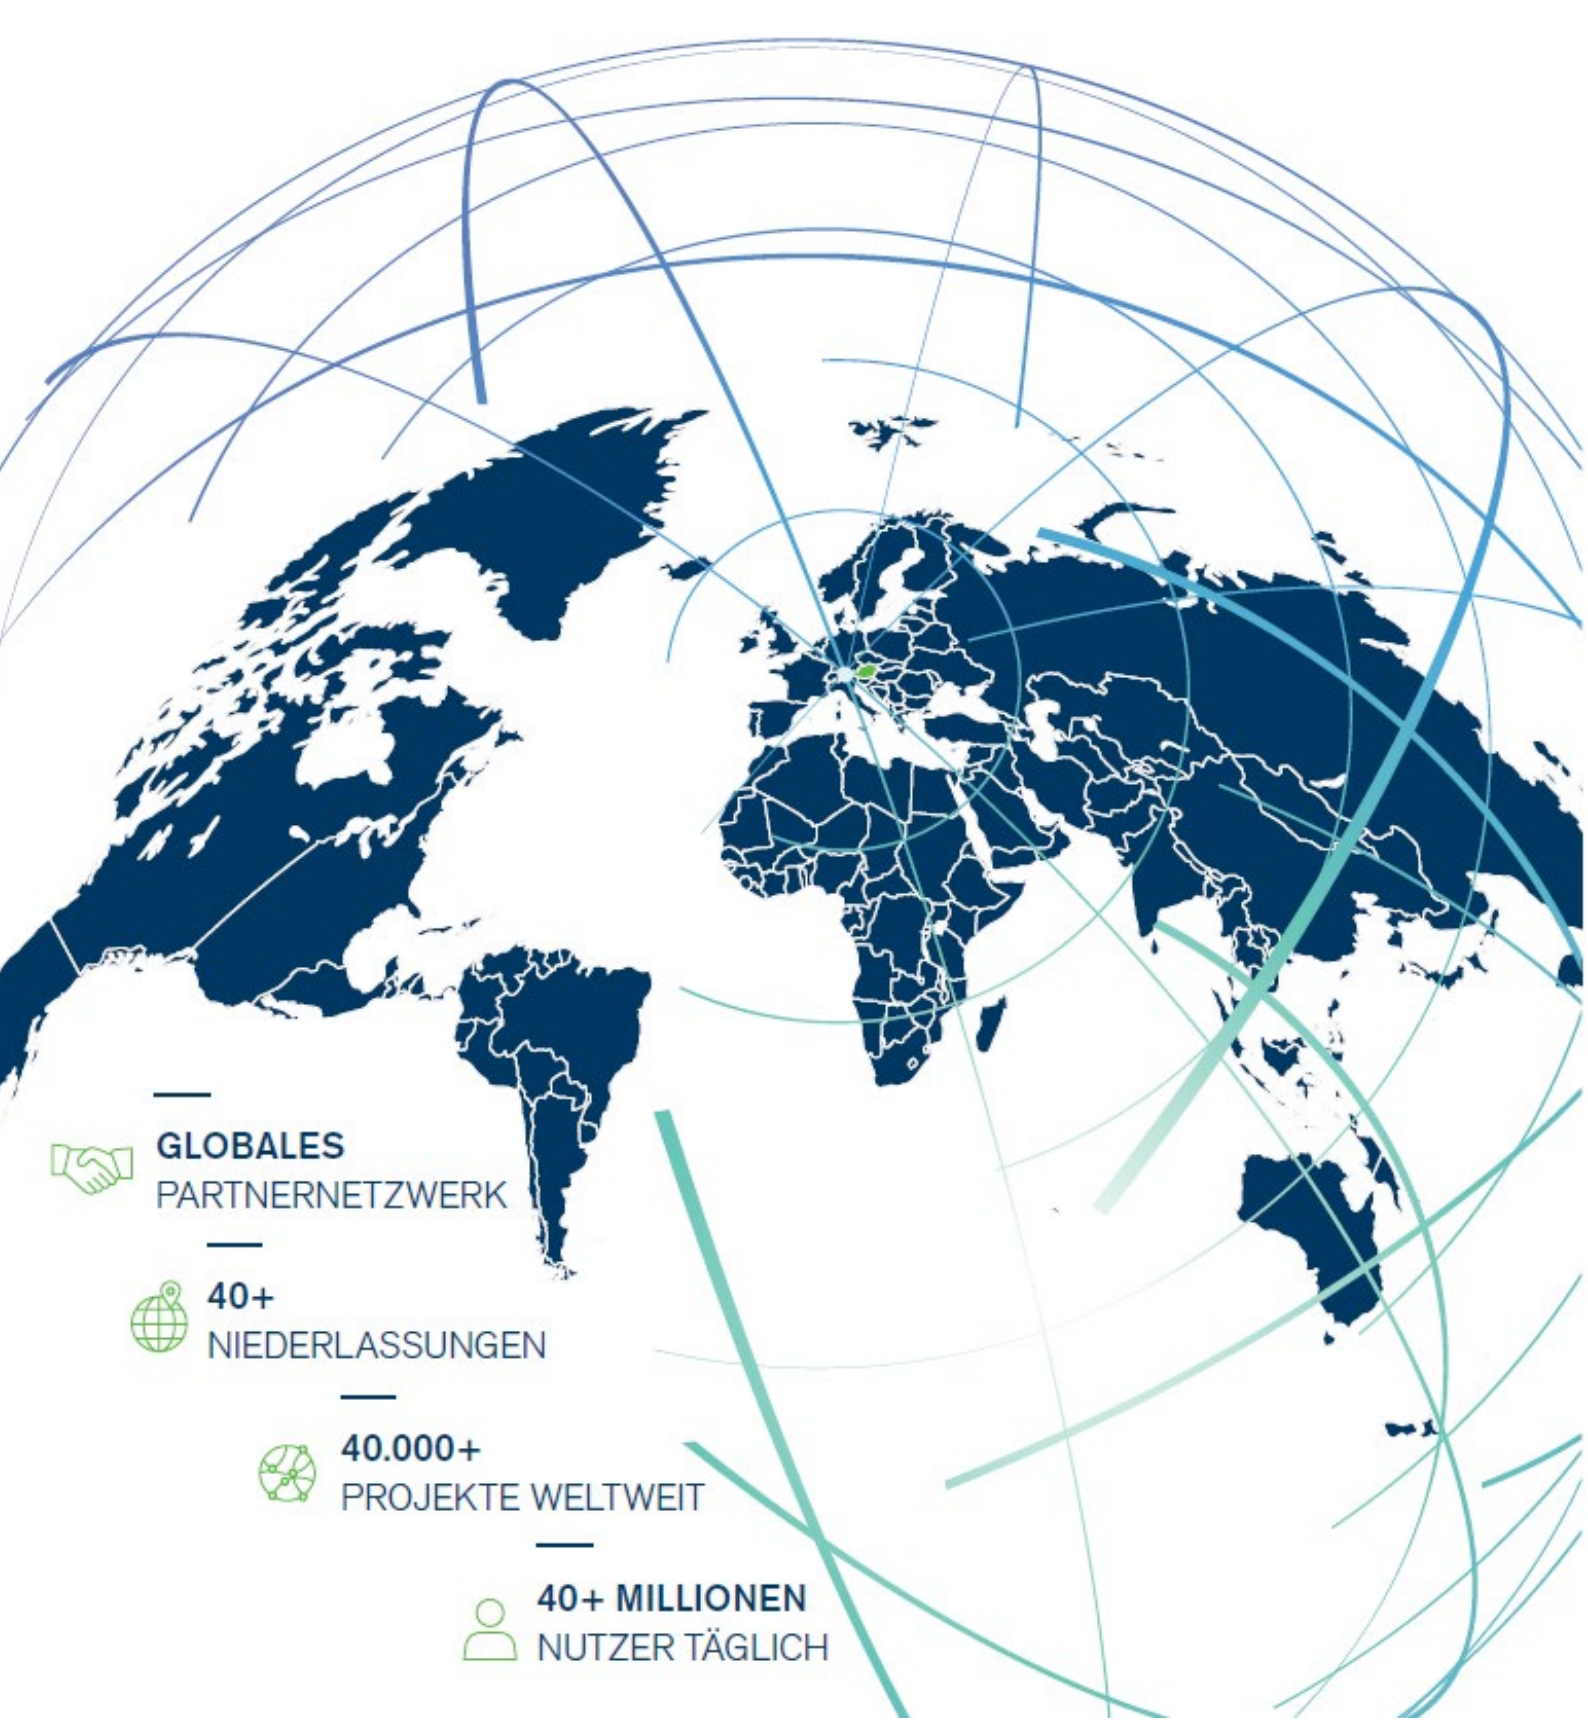 GLOBALES
PARTNERNETZWERK
40+
NIEDERLASSUNGEN
40.000+
PROJEKTE WELTWEIT
40+ MILLIONEN
NUTZER TÄGLICH